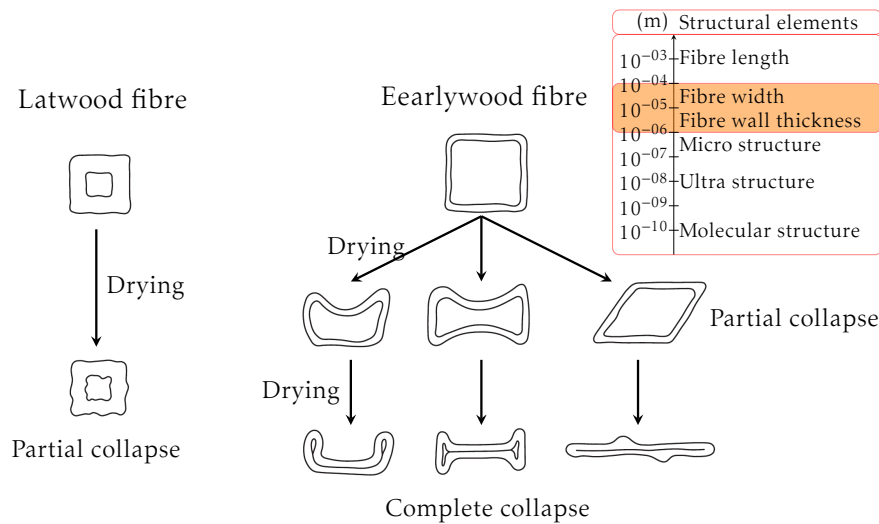 (m) Structural elements
10⁻⁰³ Fibre length
10⁻⁰⁴
Fibre width
10⁻⁰⁵
Fibre wall thickness
10⁻⁰⁶
Micro structure
10⁻⁰⁷
10⁻⁰⁸ Ultra structure
10⁻⁰⁹
10⁻¹⁰ Molecular structure
Latwood fibre
Eearlywood fibre
Drying
Drying
Partial collapse
Drying
Partial collapse
Complete collapse